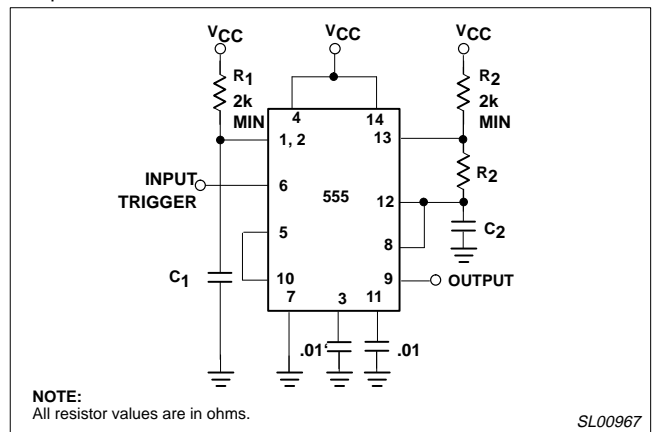 VCC VCC VCC
R1
2k
MIN
R2
2k
MIN
4 14
1, 2 13
R2
INPUT
TRIGGER
6 555 12
5 8
C2
C1
10 9 OUTPUT
7 3 11
.01‘ .01
NOTE:
All resistor values are in ohms.
SL00967